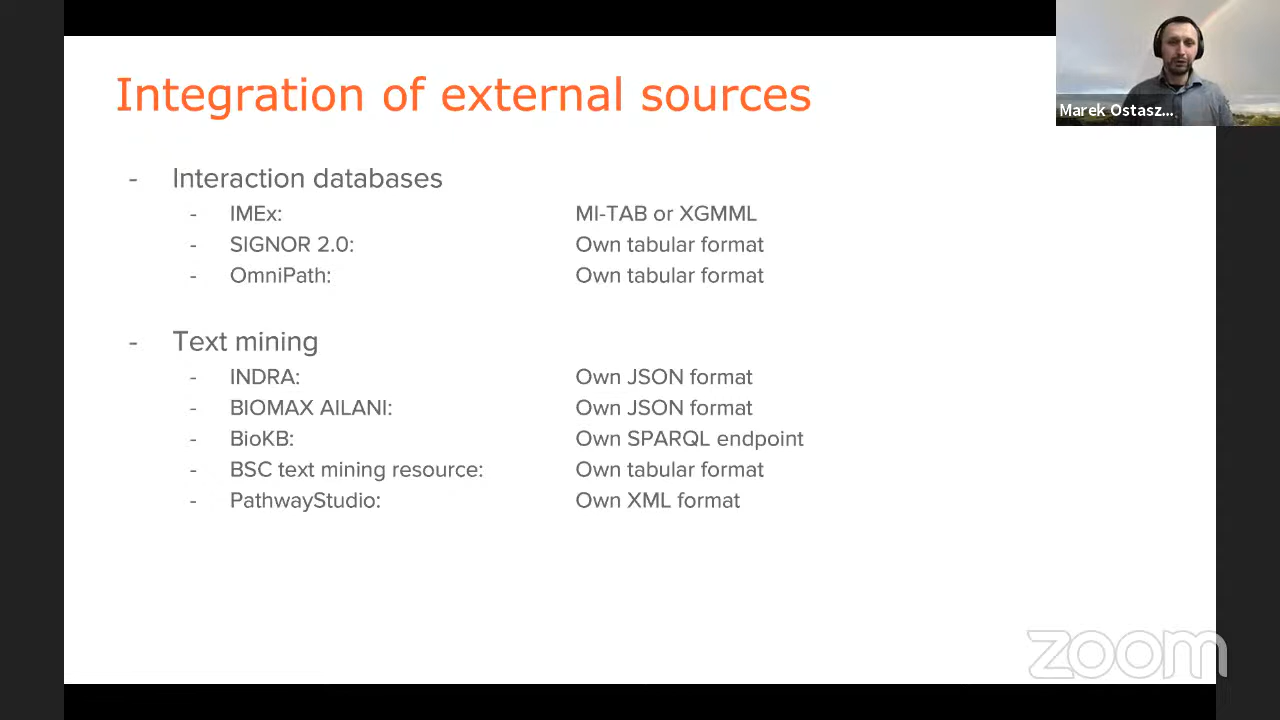 Integration of external sources
Marek Ostasz...
- Interaction databases
- IMEx: MI-TAB or XGMML
- SIGNOR 2.0: Own tabular format
- OmniPath: Own tabular format
- Text mining
- INDRA: Own JSON format
- BIOMAX AILANI: Own JSON format
- BioKB: Own SPARQL endpoint
- BSC text mining resource: Own tabular format
- PathwayStudio: Own XML format
zoom